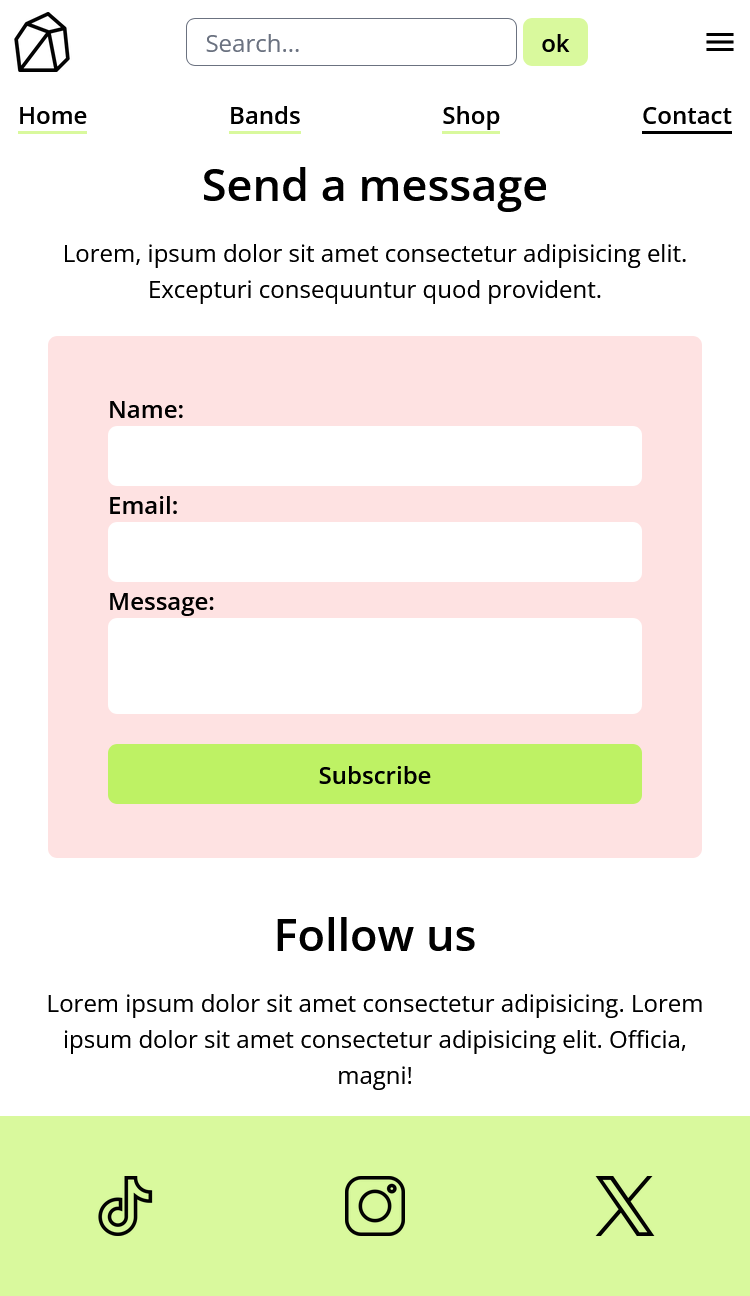 Search...
ok
Home
Bands
Shop
Contact
Send a message
Lorem, ipsum dolor sit amet consectetur adipisicing elit.
Excepturi consequuntur quod provident.
Name:
Email:
Message:
Subscribe
Follow us
Lorem ipsum dolor sit amet consectetur adipisicing. Lorem
ipsum dolor sit amet consectetur adipisicing elit. Officia,
magni!